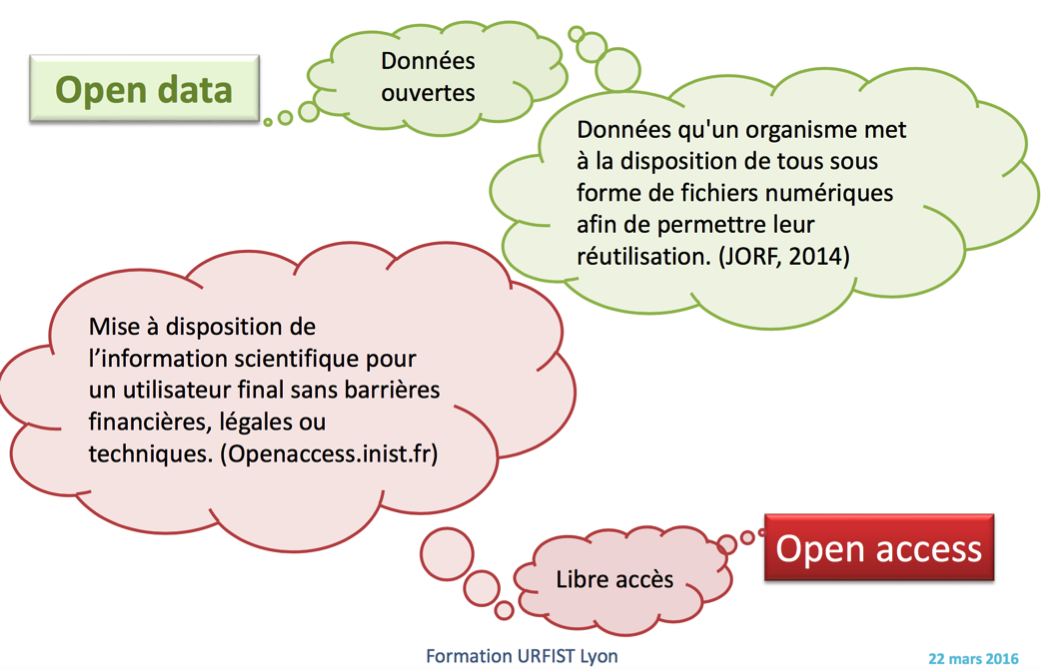 Open data
Données
ouvertes
Données qu'un organisme met
à la disposition de tous sous
forme de fichiers numériques
afin de permettre leur
réutilisation. (JORF, 2014)
Mise à disposition de
l’information scientifique pour
un utilisateur final sans barrières
financières, légales ou
techniques. (Openaccess.inist.fr)
Open access
Libre accès
Formation URFIST Lyon
22 mars 2016